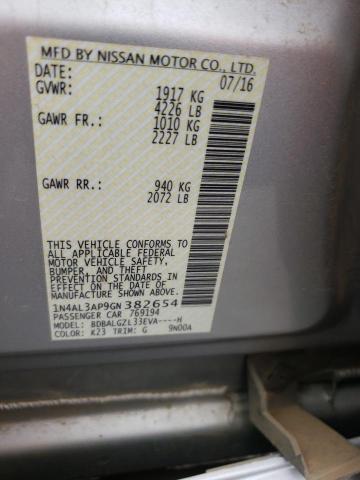 MFD BY NISSAN MOTOR CO., LTD.
DATE: 07/16
GVWR: 1917 KG
4226 LB
GAWR FR: 1010 KG
2227 LB
GAWR RR: 940 KG
2072 LB
THIS VEHICLE CONFORMS TO
ALL APPLICABLE FEDERAL
MOTOR VEHICLE SAFETY,
BUMPER, AND THEFT
PREVENTION STANDARDS IN
EFFECT ON THE DATE OF
MANUFACTURE SHOWN ABOVE.
1N4AL3AP9GN382654
PASSENGER CAR 769194
MODEL: BDBALGZL33EVA----H
COLOR: K23 TRIM: G 9N00A